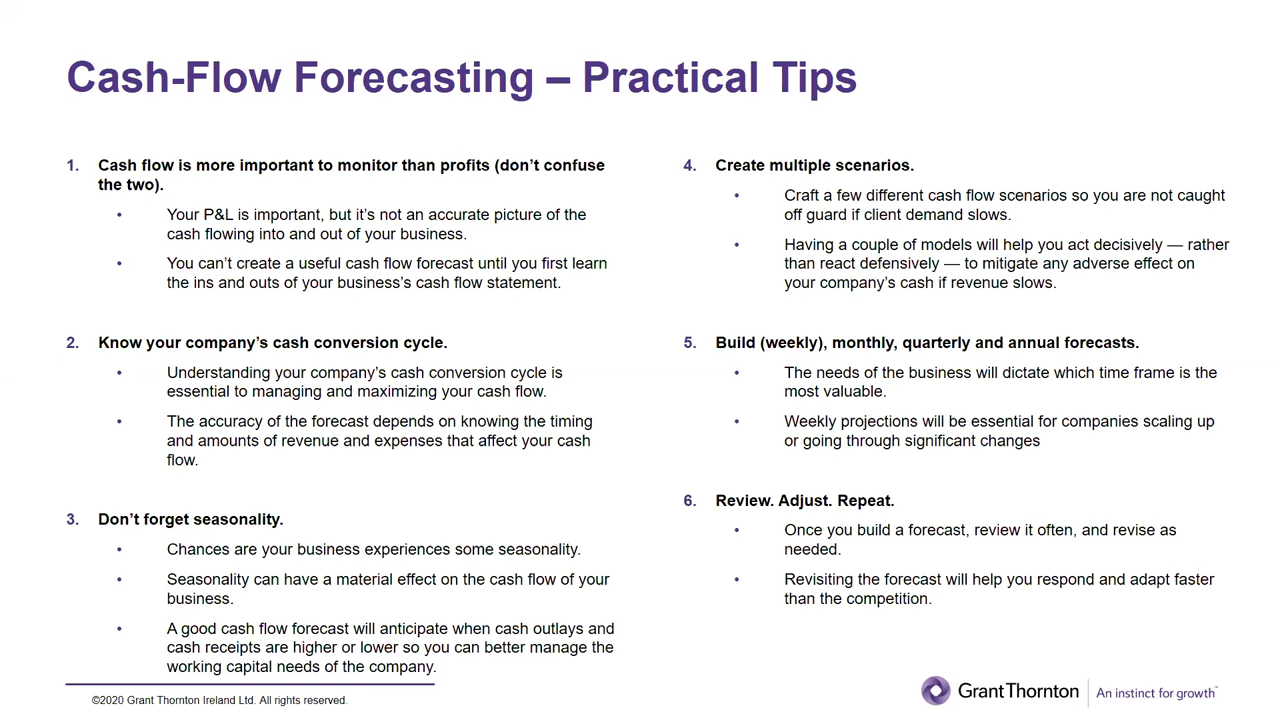 Cash-Flow Forecasting – Practical Tips
1. Cash flow is more important to monitor than profits (don’t confuse
the two).
• Your P&L is important, but it’s not an accurate picture of the
cash flowing into and out of your business.
• You can’t create a useful cash flow forecast until you first learn
the ins and outs of your business’s cash flow statement.
2. Know your company’s cash conversion cycle.
• Understanding your company’s cash conversion cycle is
essential to managing and maximizing your cash flow.
• The accuracy of the forecast depends on knowing the timing
and amounts of revenue and expenses that affect your cash
flow.
3. Don’t forget seasonality.
• Chances are your business experiences some seasonality.
• Seasonality can have a material effect on the cash flow of your
business.
• A good cash flow forecast will anticipate when cash outlays and
cash receipts are higher or lower so you can better manage the
working capital needs of the company.
4. Create multiple scenarios.
• Craft a few different cash flow scenarios so you are not caught
off guard if client demand slows.
• Having a couple of models will help you act decisively — rather
than react defensively — to mitigate any adverse effect on
your company’s cash if revenue slows.
5. Build (weekly), monthly, quarterly and annual forecasts.
• The needs of the business will dictate which time frame is the
most valuable.
• Weekly projections will be essential for companies scaling up
or going through significant changes
6. Review. Adjust. Repeat.
• Once you build a forecast, review it often, and revise as
needed.
• Revisiting the forecast will help you respond and adapt faster
than the competition.
©2020 Grant Thornton Ireland Ltd. All rights reserved.
Grant Thornton
An instinct for growth™